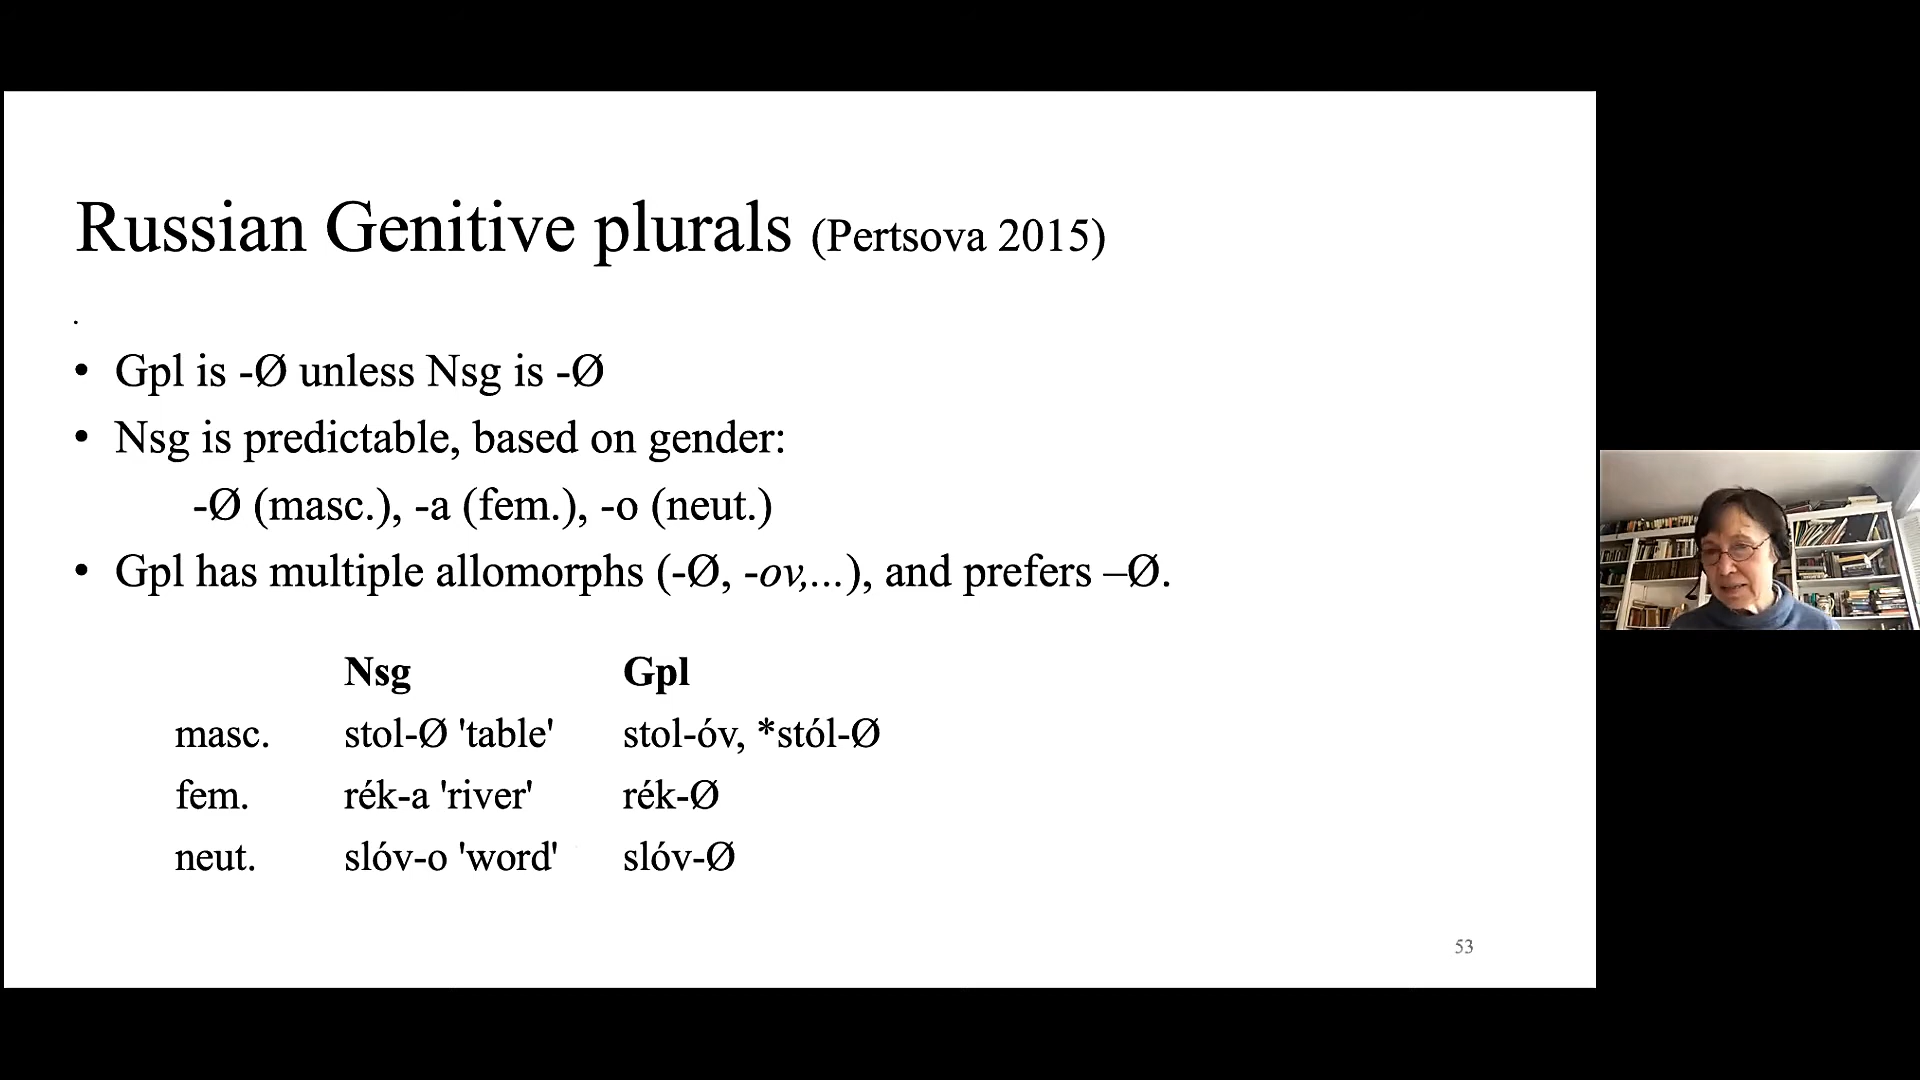 Russian Genitive plurals (Pertsova 2015)
.
• Gpl is -Ø unless Nsg is -Ø
• Nsg is predictable, based on gender:
-Ø (masc.), -a (fem.), -o (neut.)
• Gpl has multiple allomorphs (-Ø, -ov,...), and prefers –Ø.
Nsg Gpl
masc. stol-Ø 'table' stol-óv, *stól-Ø
fem. rék-a 'river' rék-Ø
neut. slóv-o 'word' slóv-Ø
53